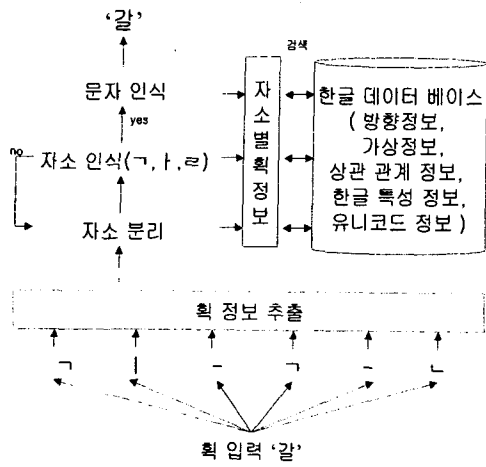 '갈'
검색
문자 인식
yes
no
자소 인식(ㄱ,ㅏ,ㄹ)
자소 분리
자소별획정보
한글 데이터 베이스
( 방향정보,
가상정보,
상관 관계 정보,
한글 특성 정보,
유니코드 정보 )
획 정보 추출
ㄱ ㅣ - ㄱ - ㄴ
획 입력 '갈'